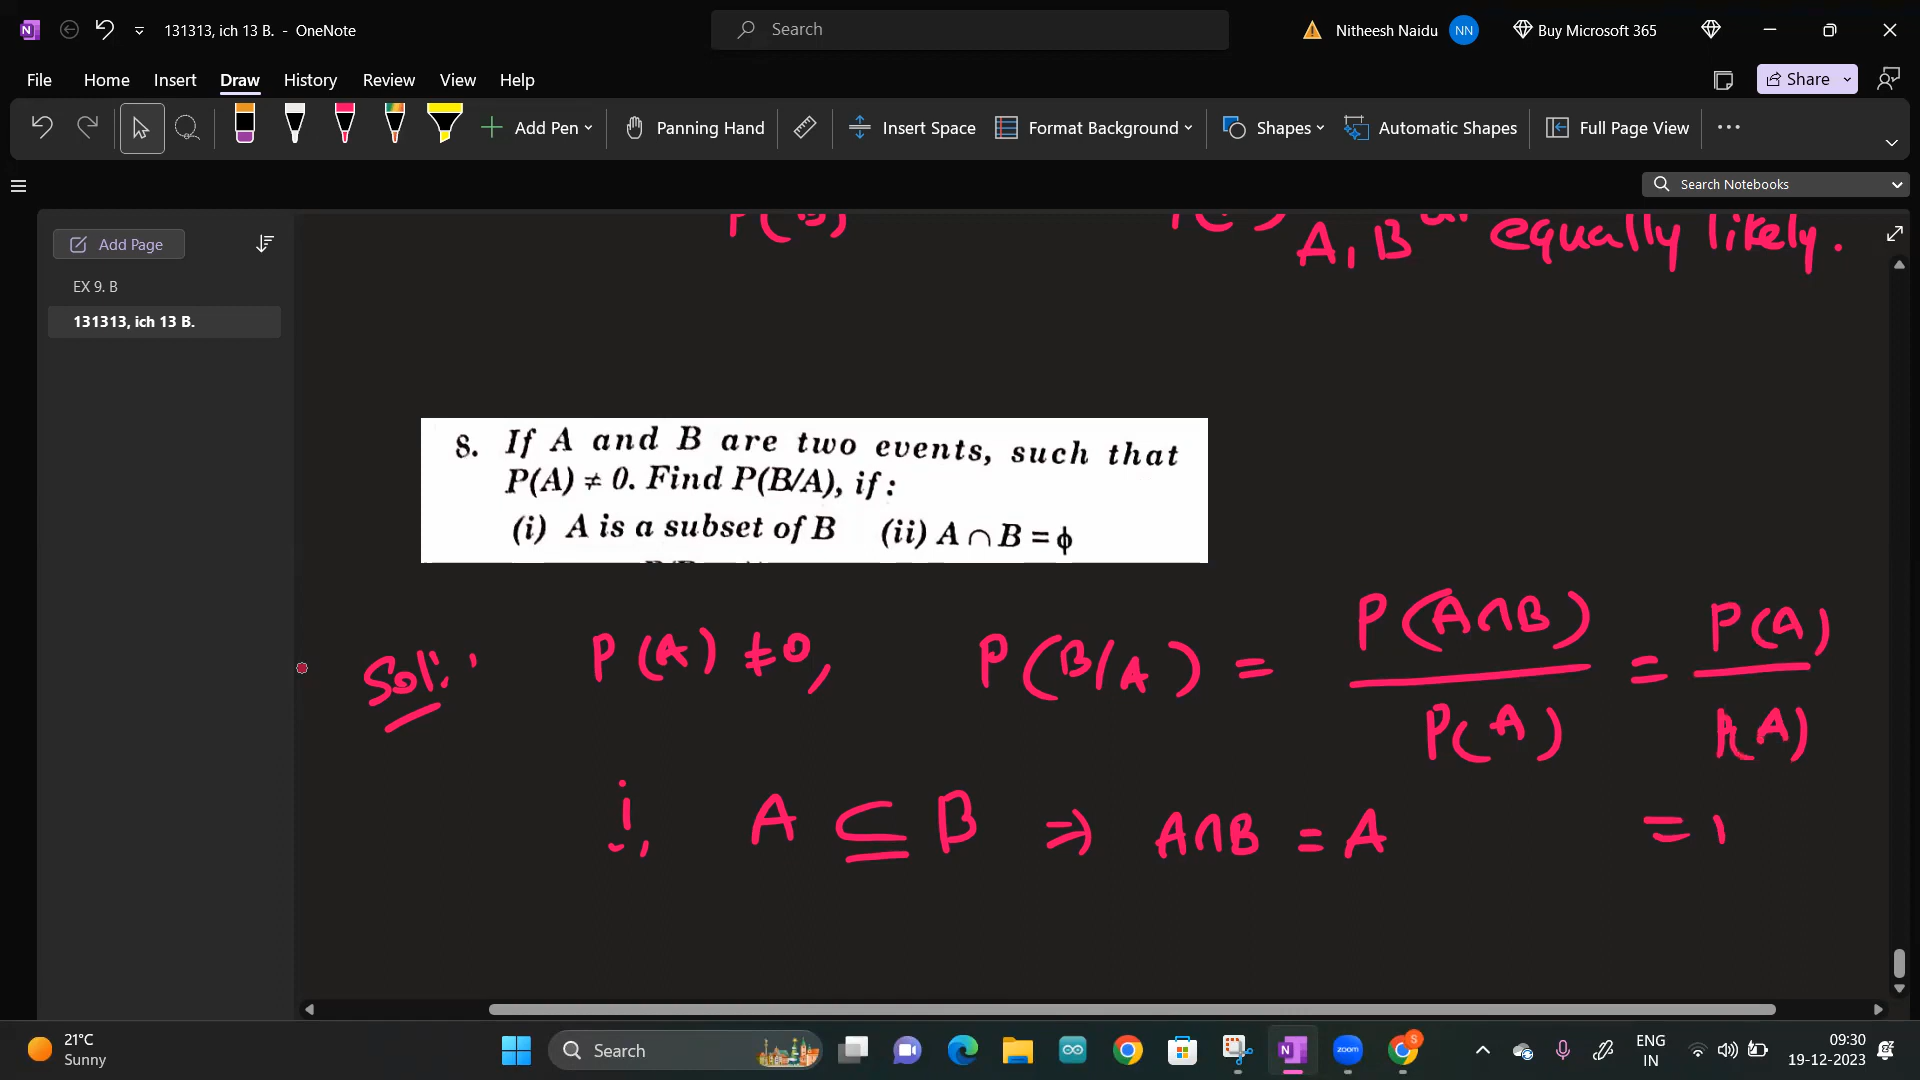 131313, ich 13 B. - OneNote
Search
Nitheesh Naidu
NN
Buy Microsoft 365
File Home Insert Draw History Review View Help
Share
Add Pen
Panning Hand
Insert Space
Format Background
Shapes
Automatic Shapes
Full Page View
Search Notebooks
Add Page
EX 9. B
131313, ich 13 B.
P(B)
A, B equally likely.
8. If A and B are two events, such that
P(A) ≠ 0. Find P(B/A), if :
(i) A is a subset of B (ii) A ∩ B = ϕ
Sol: P(A) ≠ 0, P(B/A) = P(A∩B) / P(A) = P(A) / P(A)
i, A ⊆ B ⇒ A∩B = A = 1
21°C
Sunny
Search
zoom
S
ENG
IN
09:30
19-12-2023